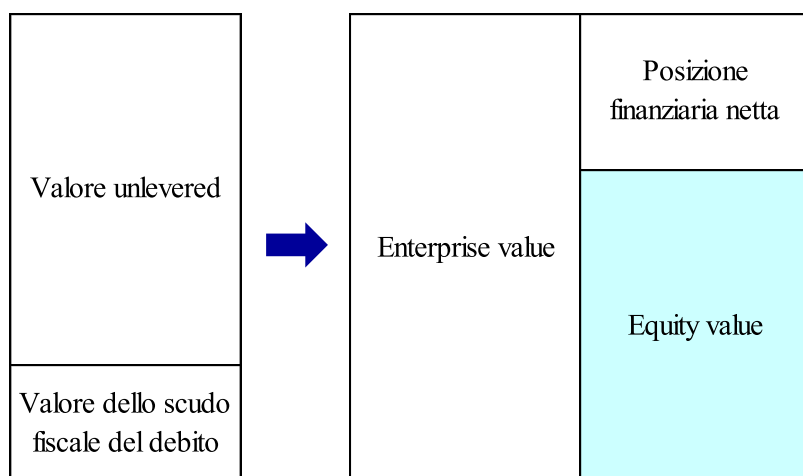 Valore unlevered
Valore dello scudo
fiscale del debito
Enterprise value
Posizione
finanziaria netta
Equity value